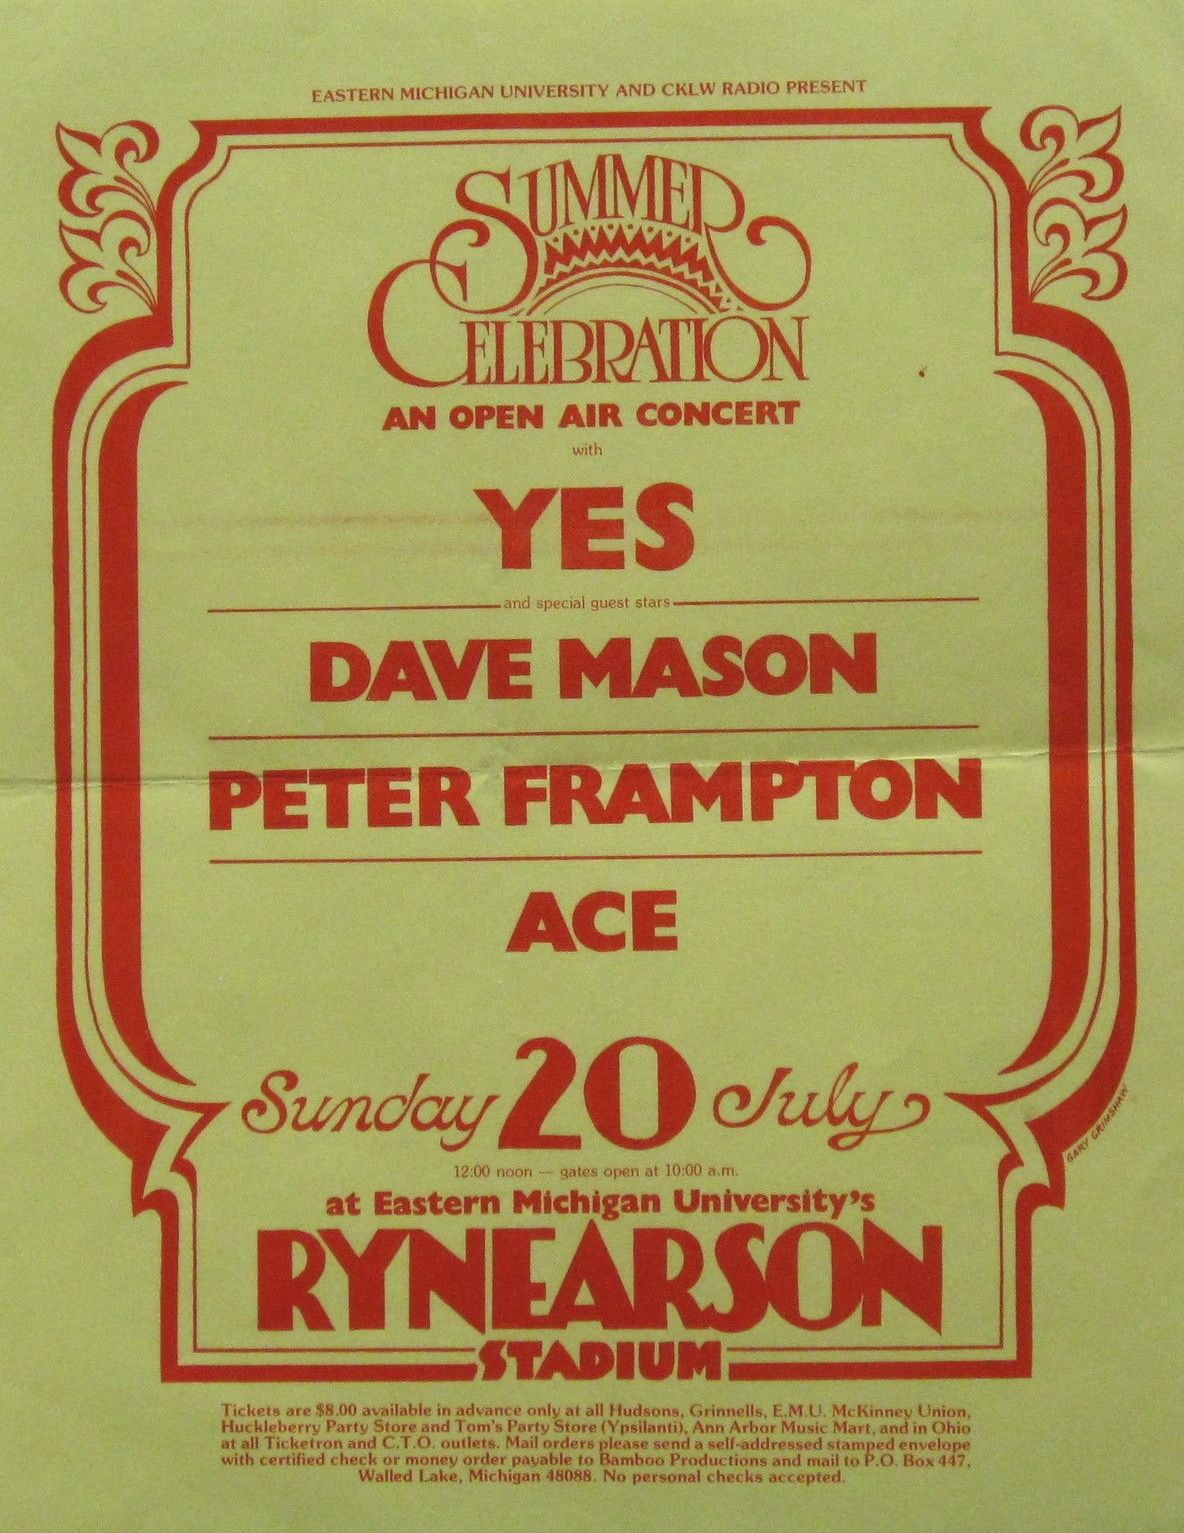 EASTERN MICHIGAN UNIVERSITY AND CKLW RADIO PRESENT
SUMMER
CELEBRATION
AN OPEN AIR CONCERT
with
YES
and special guest stars
DAVE MASON
PETER FRAMPTON
ACE
Sunday 20 July
GARY GRIMSHAW
12:00 noon — gates open at 10:00 a.m.
at Eastern Michigan University's
RYNEARSON
STADIUM
Tickets are $8.00 available in advance only at all Hudsons, Grinnells, E.M.U. McKinney Union,
Huckleberry Party Store and Tom's Party Store (Ypsilanti), Ann Arbor Music Mart, and in Ohio
at all Ticketron and C.T.O. outlets. Mail orders please send a self-addressed stamped envelope
with certified check or money order payable to Bamboo Productions and mail to P.O. Box 447,
Walled Lake, Michigan 48088. No personal checks accepted.